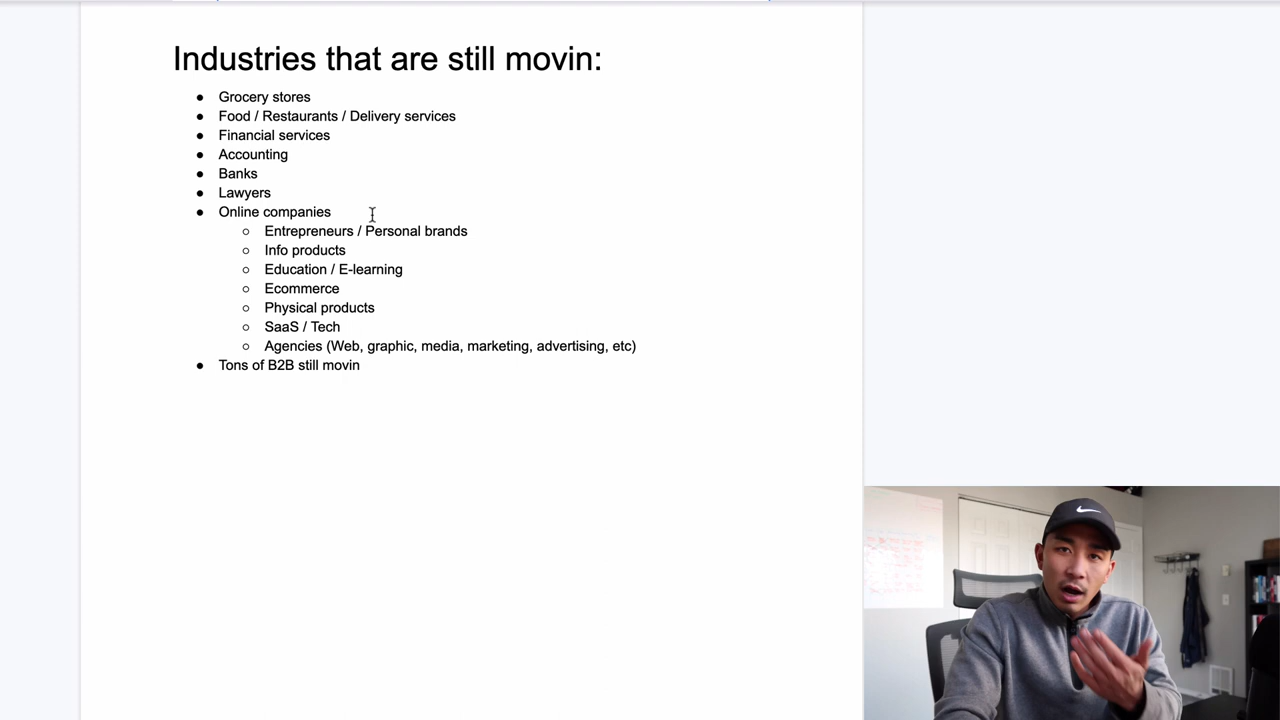 Industries that are still movin:
● Grocery stores
● Food / Restaurants / Delivery services
● Financial services
● Accounting
● Banks
● Lawyers
● Online companies
○ Entrepreneurs / Personal brands
○ Info products
○ Education / E-learning
○ Ecommerce
○ Physical products
○ SaaS / Tech
○ Agencies (Web, graphic, media, marketing, advertising, etc)
● Tons of B2B still movin